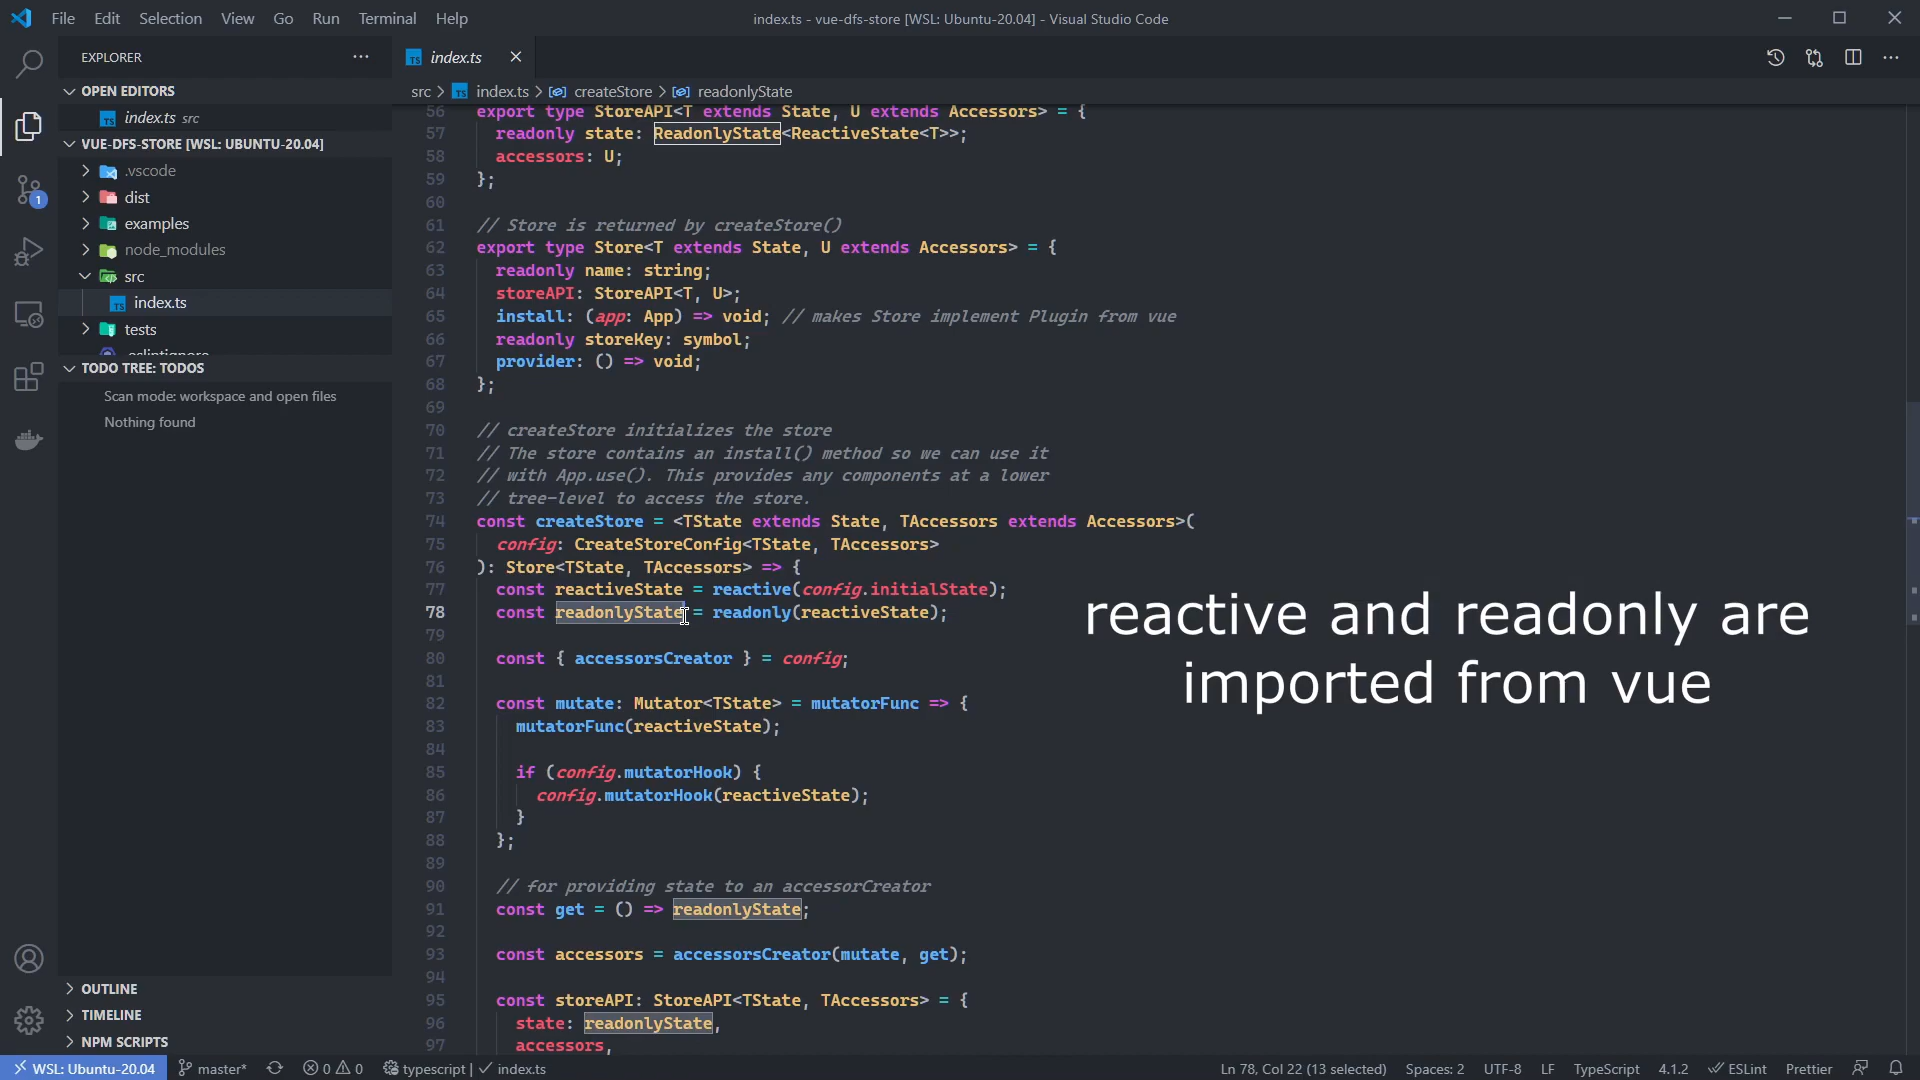 File Edit Selection View Go Run Terminal Help
index.ts - vue-dfs-store [WSL: Ubuntu-20.04] - Visual Studio Code
EXPLORER
OPEN EDITORS
index.ts src
VUE-DFS-STORE [WSL: UBUNTU-20.04]
.vscode
dist
examples
node_modules
src
index.ts
tests
.eslintignore
TODO TREE: TODOS
Scan mode: workspace and open files
Nothing found
OUTLINE
TIMELINE
NPM SCRIPTS
1
index.ts
src > index.ts > createStore > readonlyState
56 export type StoreAPI<T extends State, U extends Accessors> = {
57 readonly state: ReadonlyState<ReactiveState<T>>;
58 accessors: U;
59 };
60
61 // Store is returned by createStore()
62 export type Store<T extends State, U extends Accessors> = {
63 readonly name: string;
64 storeAPI: StoreAPI<T, U>;
65 install: (app: App) => void; // makes Store implement Plugin from vue
66 readonly storeKey: symbol;
67 provider: () => void;
68 };
69
70 // createStore initializes the store
71 // The store contains an install() method so we can use it
72 // with App.use(). This provides any components at a lower
73 // tree-level to access the store.
74 const createStore = <TState extends State, TAccessors extends Accessors>(
75 config: CreateStoreConfig<TState, TAccessors>
76 ): Store<TState, TAccessors> => {
77 const reactiveState = reactive(config.initialState);
78 const readonlyState = readonly(reactiveState);
79
80 const { accessorsCreator } = config;
81
82 const mutate: Mutator<TState> = mutatorFunc => {
83 mutatorFunc(reactiveState);
84
85 if (config.mutatorHook) {
86 config.mutatorHook(reactiveState);
87 }
88 };
89
90 // for providing state to an accessorCreator
91 const get = () => readonlyState;
92
93 const accessors = accessorsCreator(mutate, get);
94
95 const storeAPI: StoreAPI<TState, TAccessors> = {
96 state: readonlyState,
97 accessors,
reactive and readonly are
imported from vue
WSL: Ubuntu-20.04 master* 0 0 typescript | index.ts Ln 78, Col 22 (13 selected) Spaces: 2 UTF-8 LF TypeScript 4.1.2 ESLint Prettier